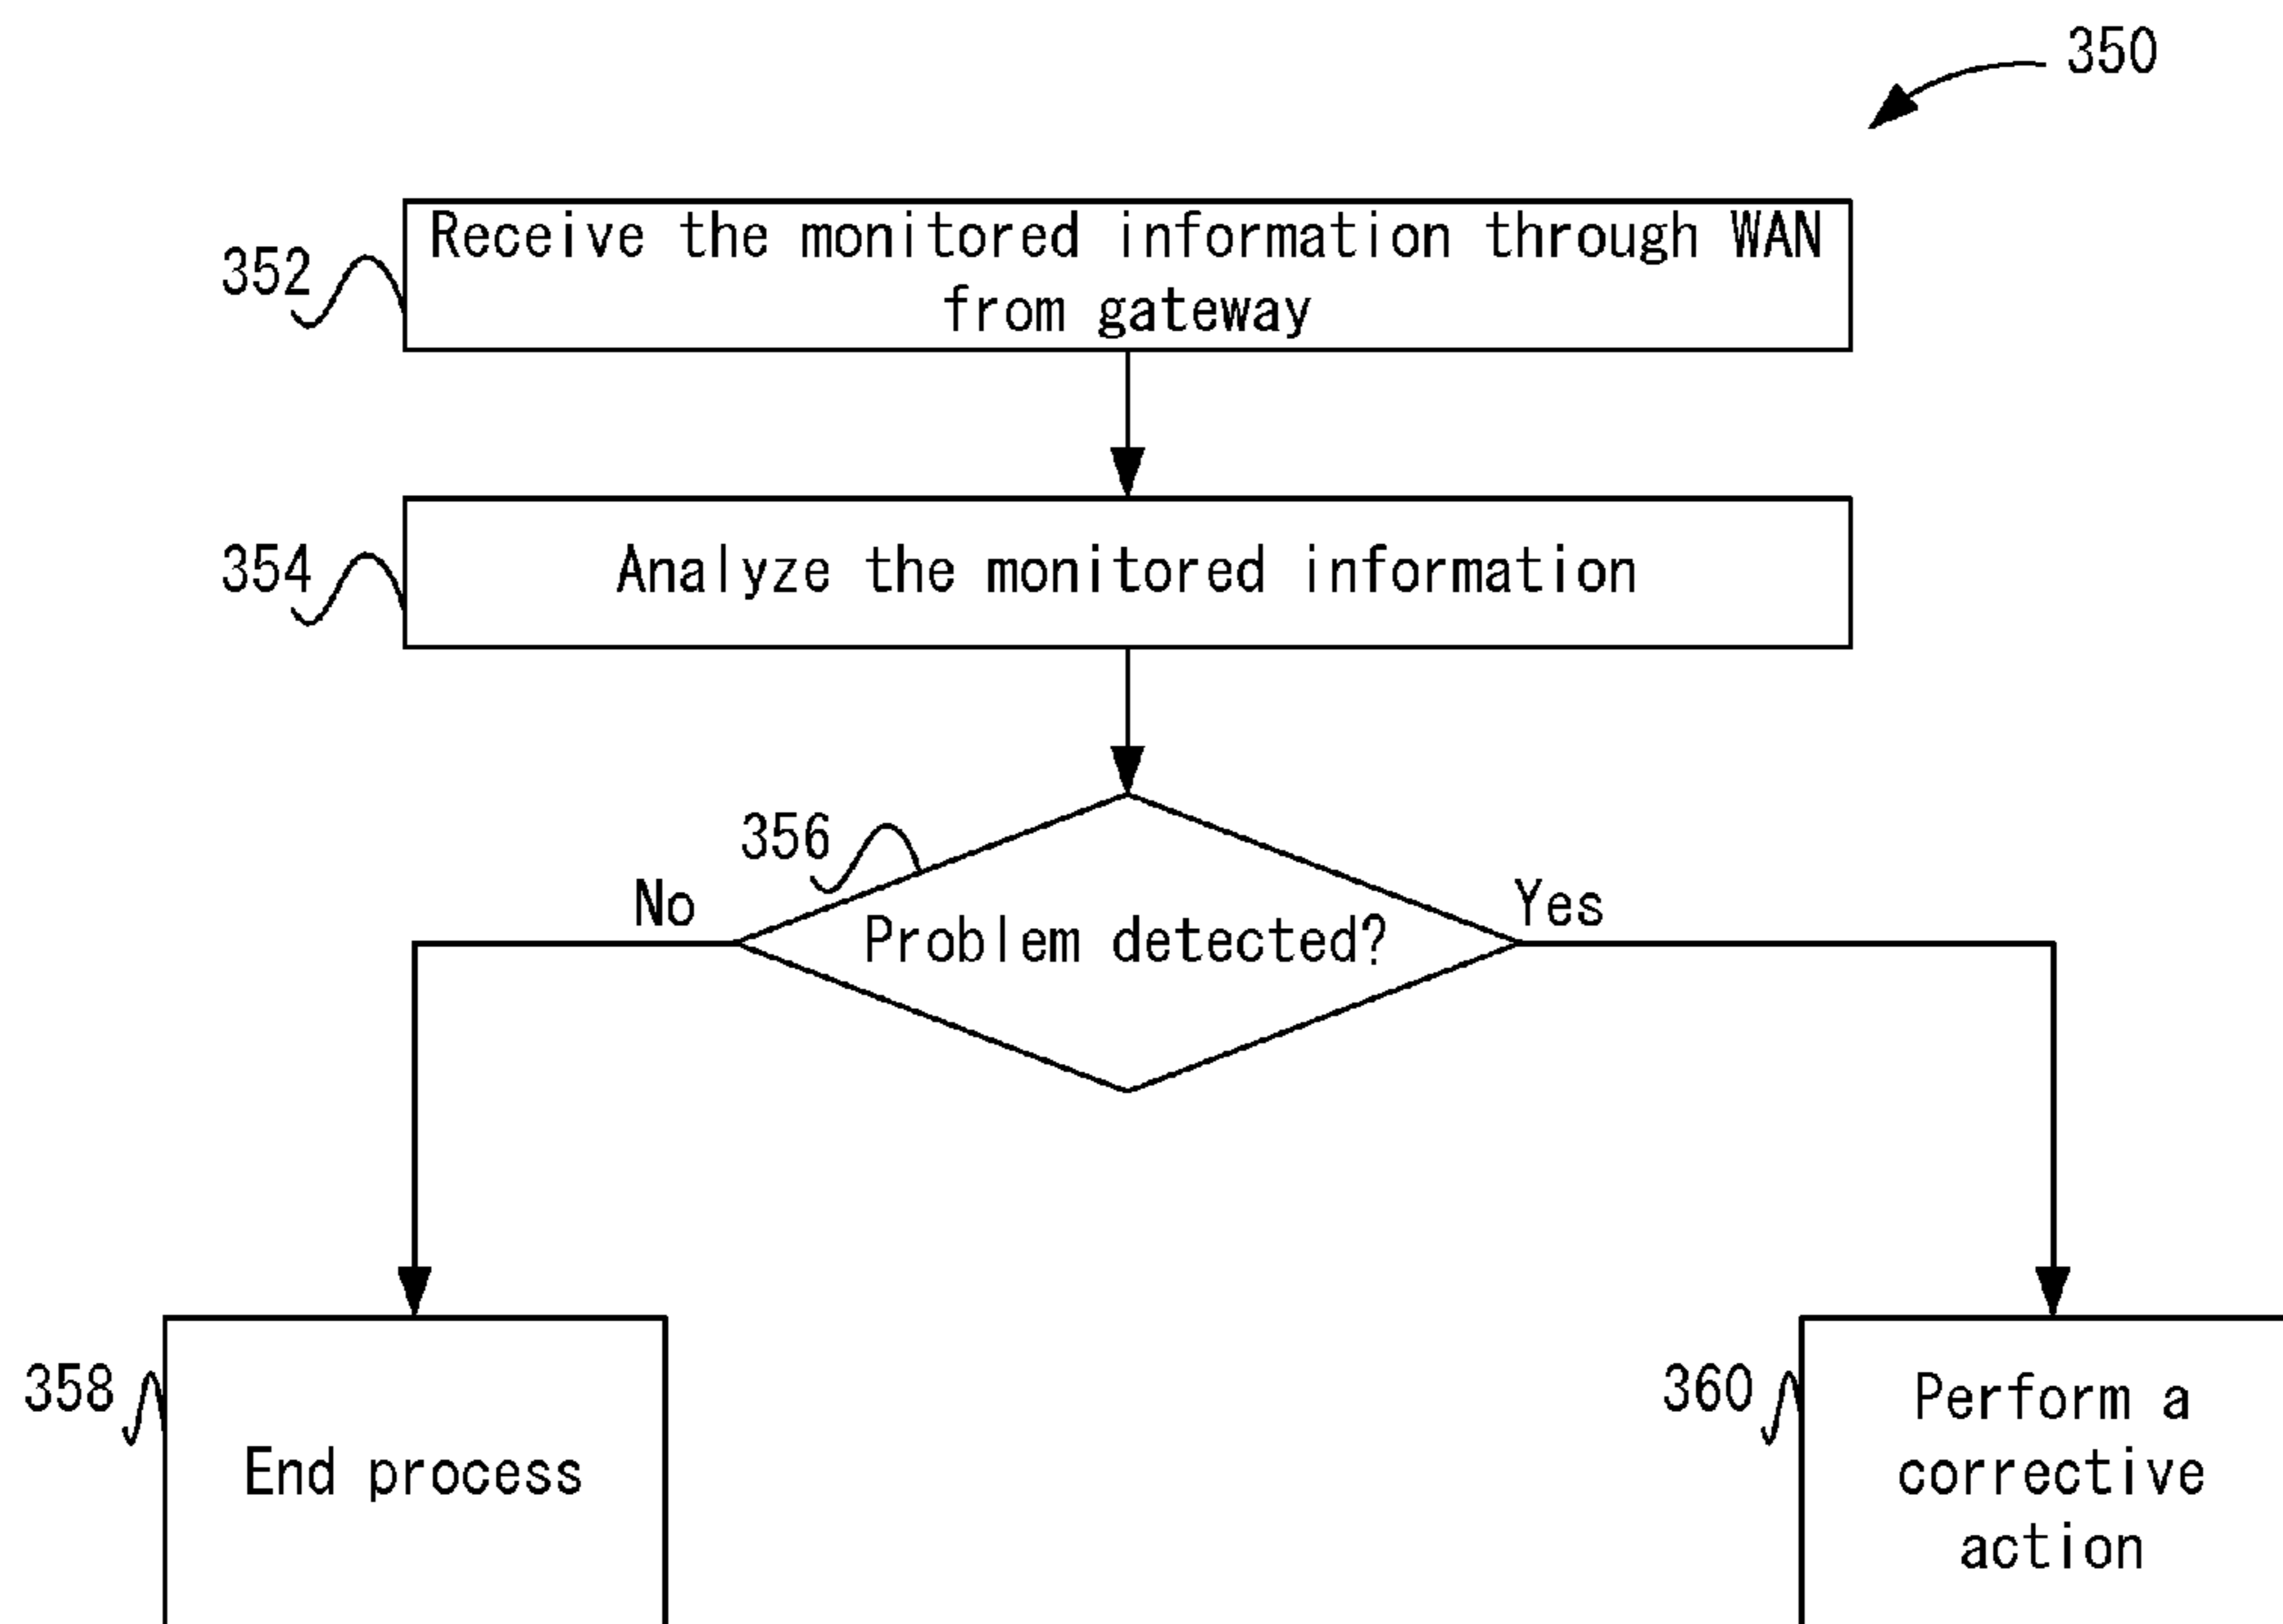 350
352
Receive the monitored information through WAN
from gateway
354
Analyze the monitored information
356
No
Yes
Problem detected?
358
End process
360
Perform a
corrective
action